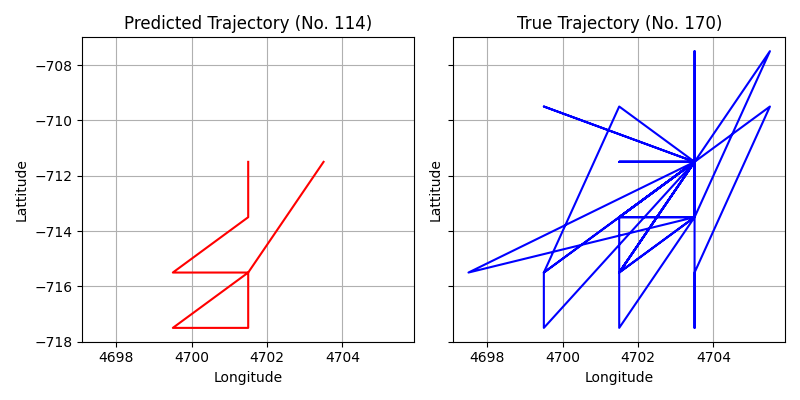 Predicted Trajectory (No. 114)
True Trajectory (No. 170)
Lattitude
−708
−710
−712
−714
−716
−718
4698 4700 4702 4704
Longitude
Lattitude
4698 4700 4702 4704
Longitude